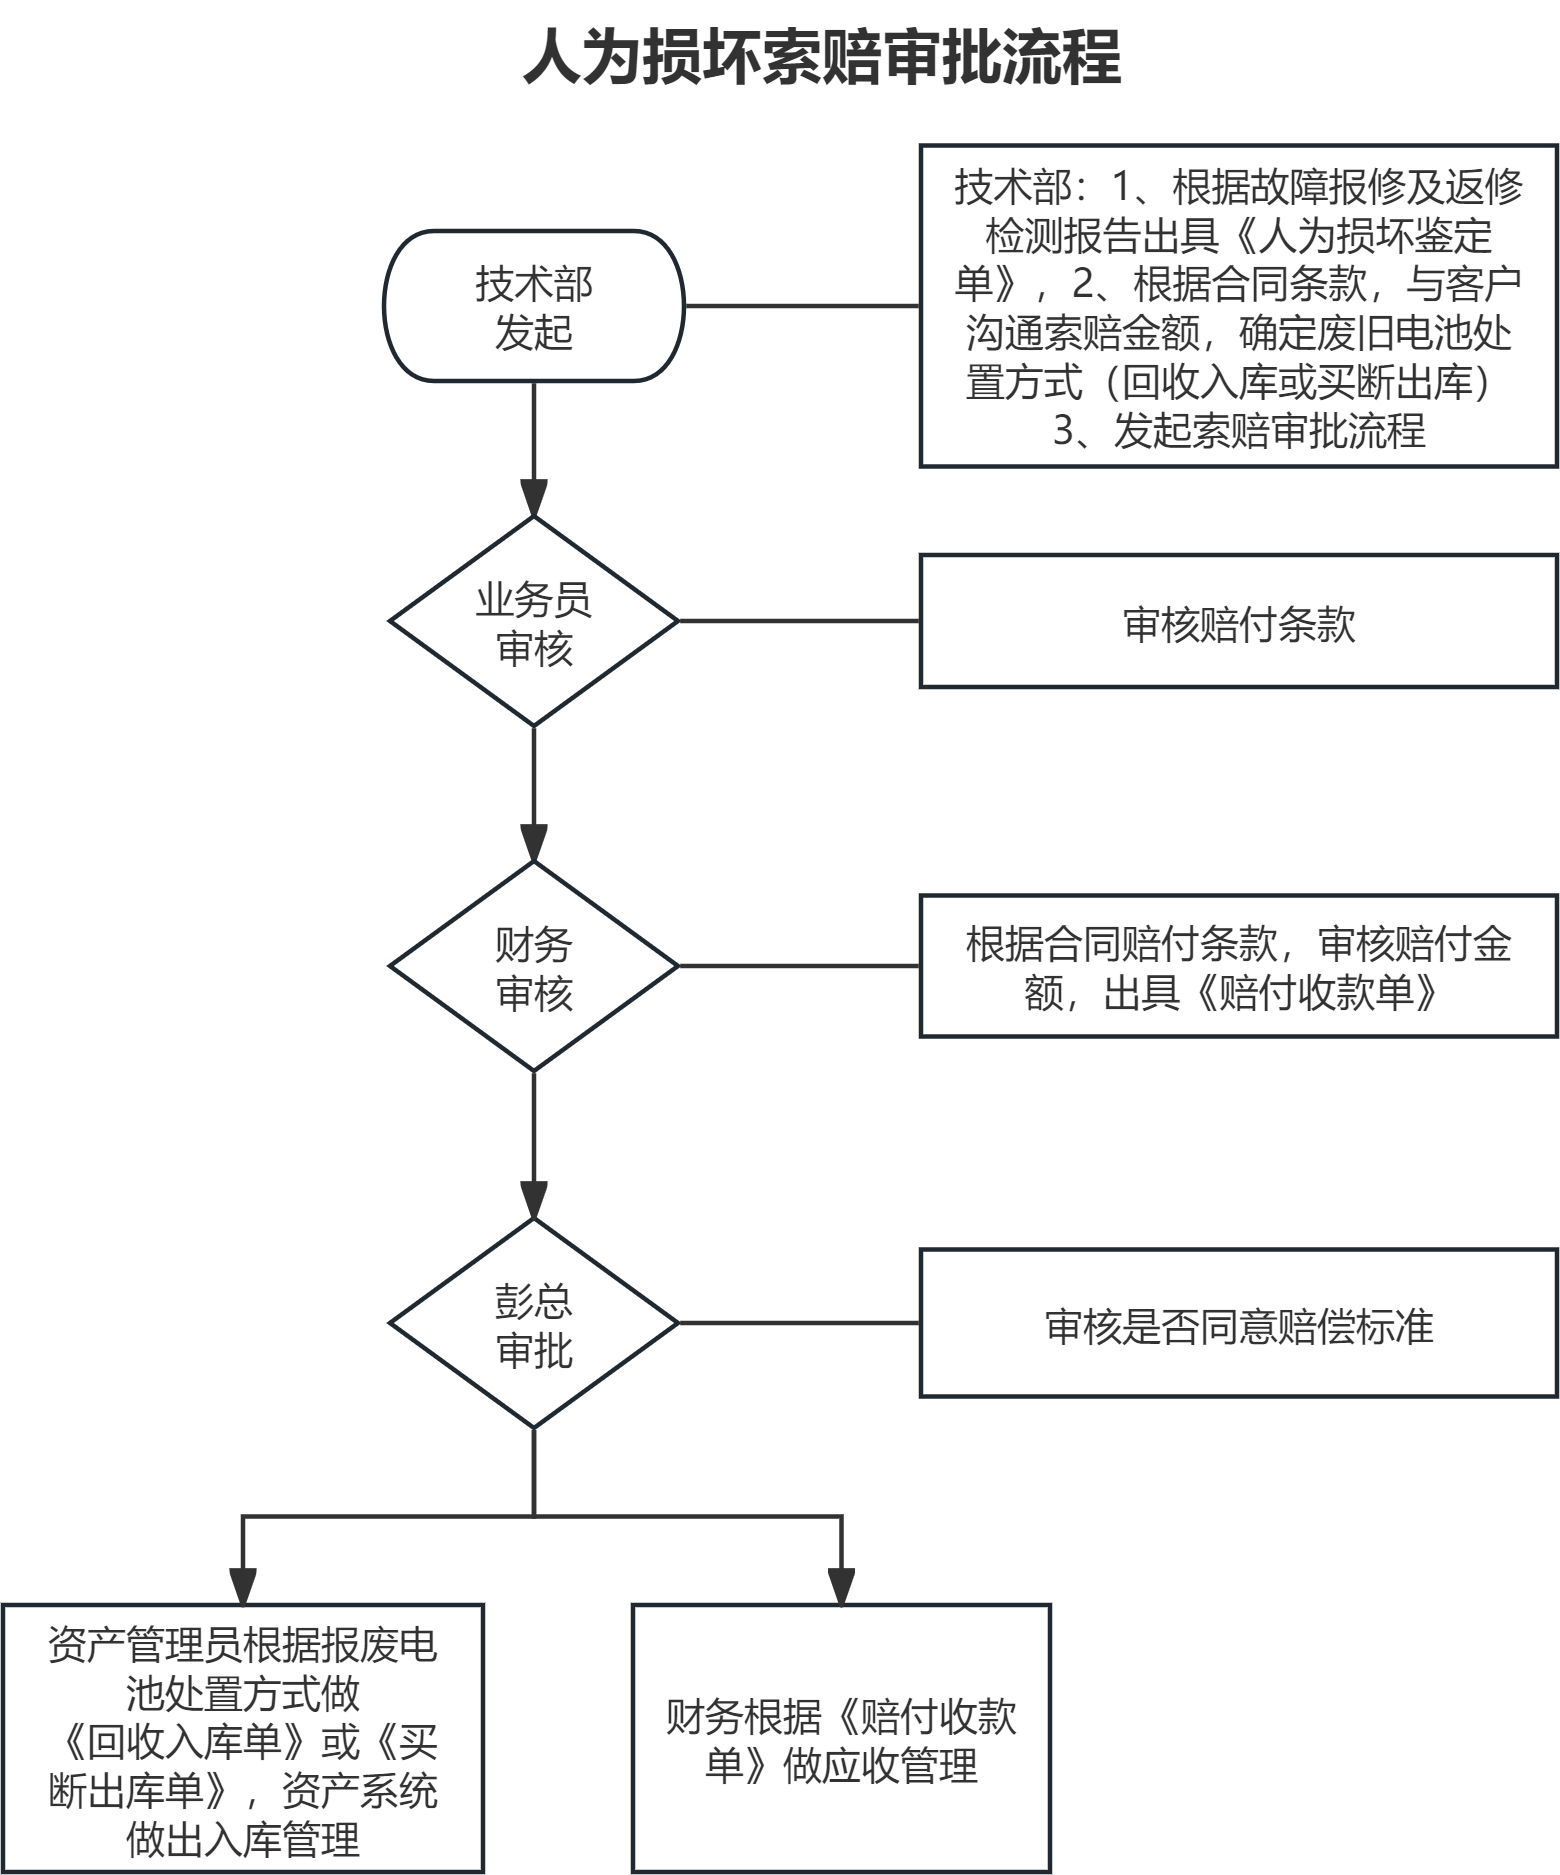 人为损坏索赔审批流程
技术部
发起
技术部：1、根据故障报修及返修
检测报告出具《人为损坏鉴定
单》，2、根据合同条款，与客户
沟通索赔金额，确定废旧电池处
置方式（回收入库或买断出库）
3、发起索赔审批流程
业务员
审核
审核赔付条款
财务
审核
根据合同赔付条款，审核赔付金
额，出具《赔付收款单》
彭总
审批
审核是否同意赔偿标准
资产管理员根据报废电
池处置方式做
《回收入库单》或《买
断出库单》，资产系统
做出入库管理
财务根据《赔付收款
单》做应收管理